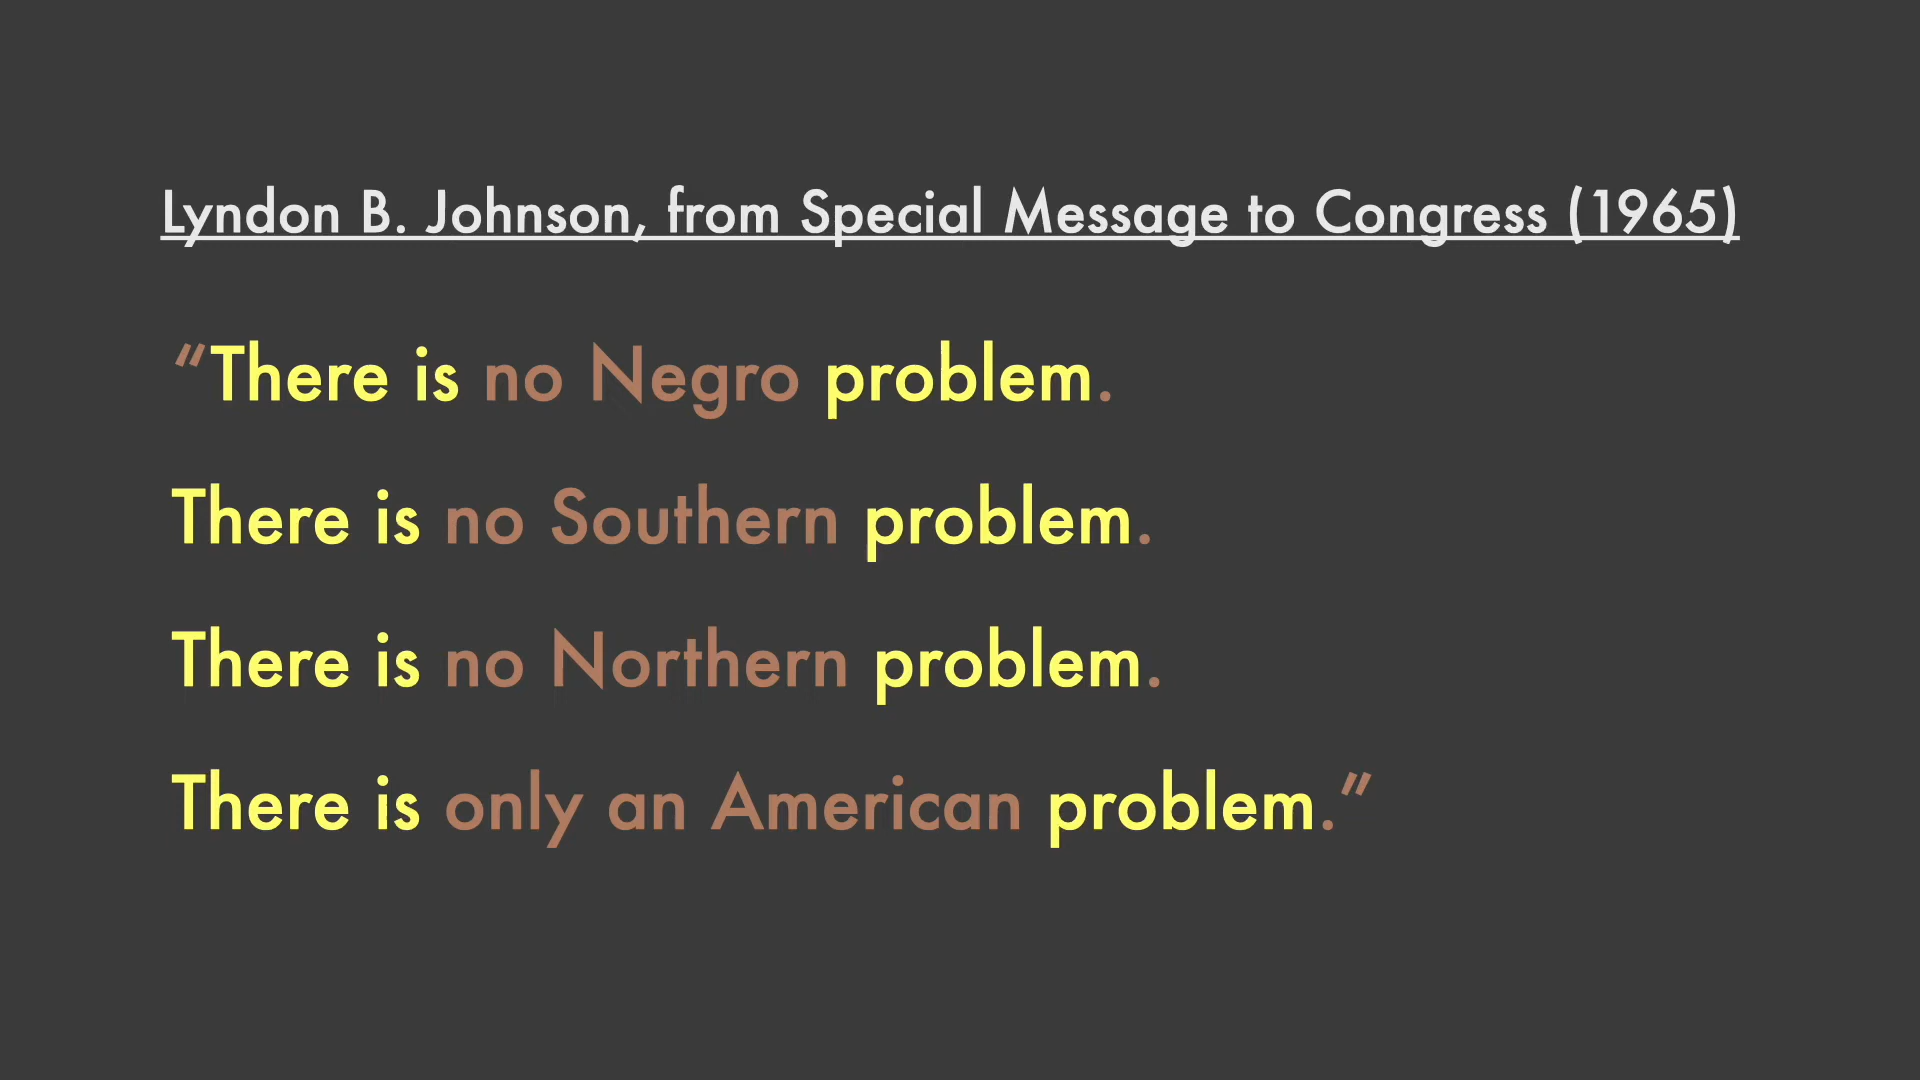 Lyndon B. Johnson, from Special Message to Congress (1965)
“There is no Negro problem.
There is no Southern problem.
There is no Northern problem.
There is only an American problem.”